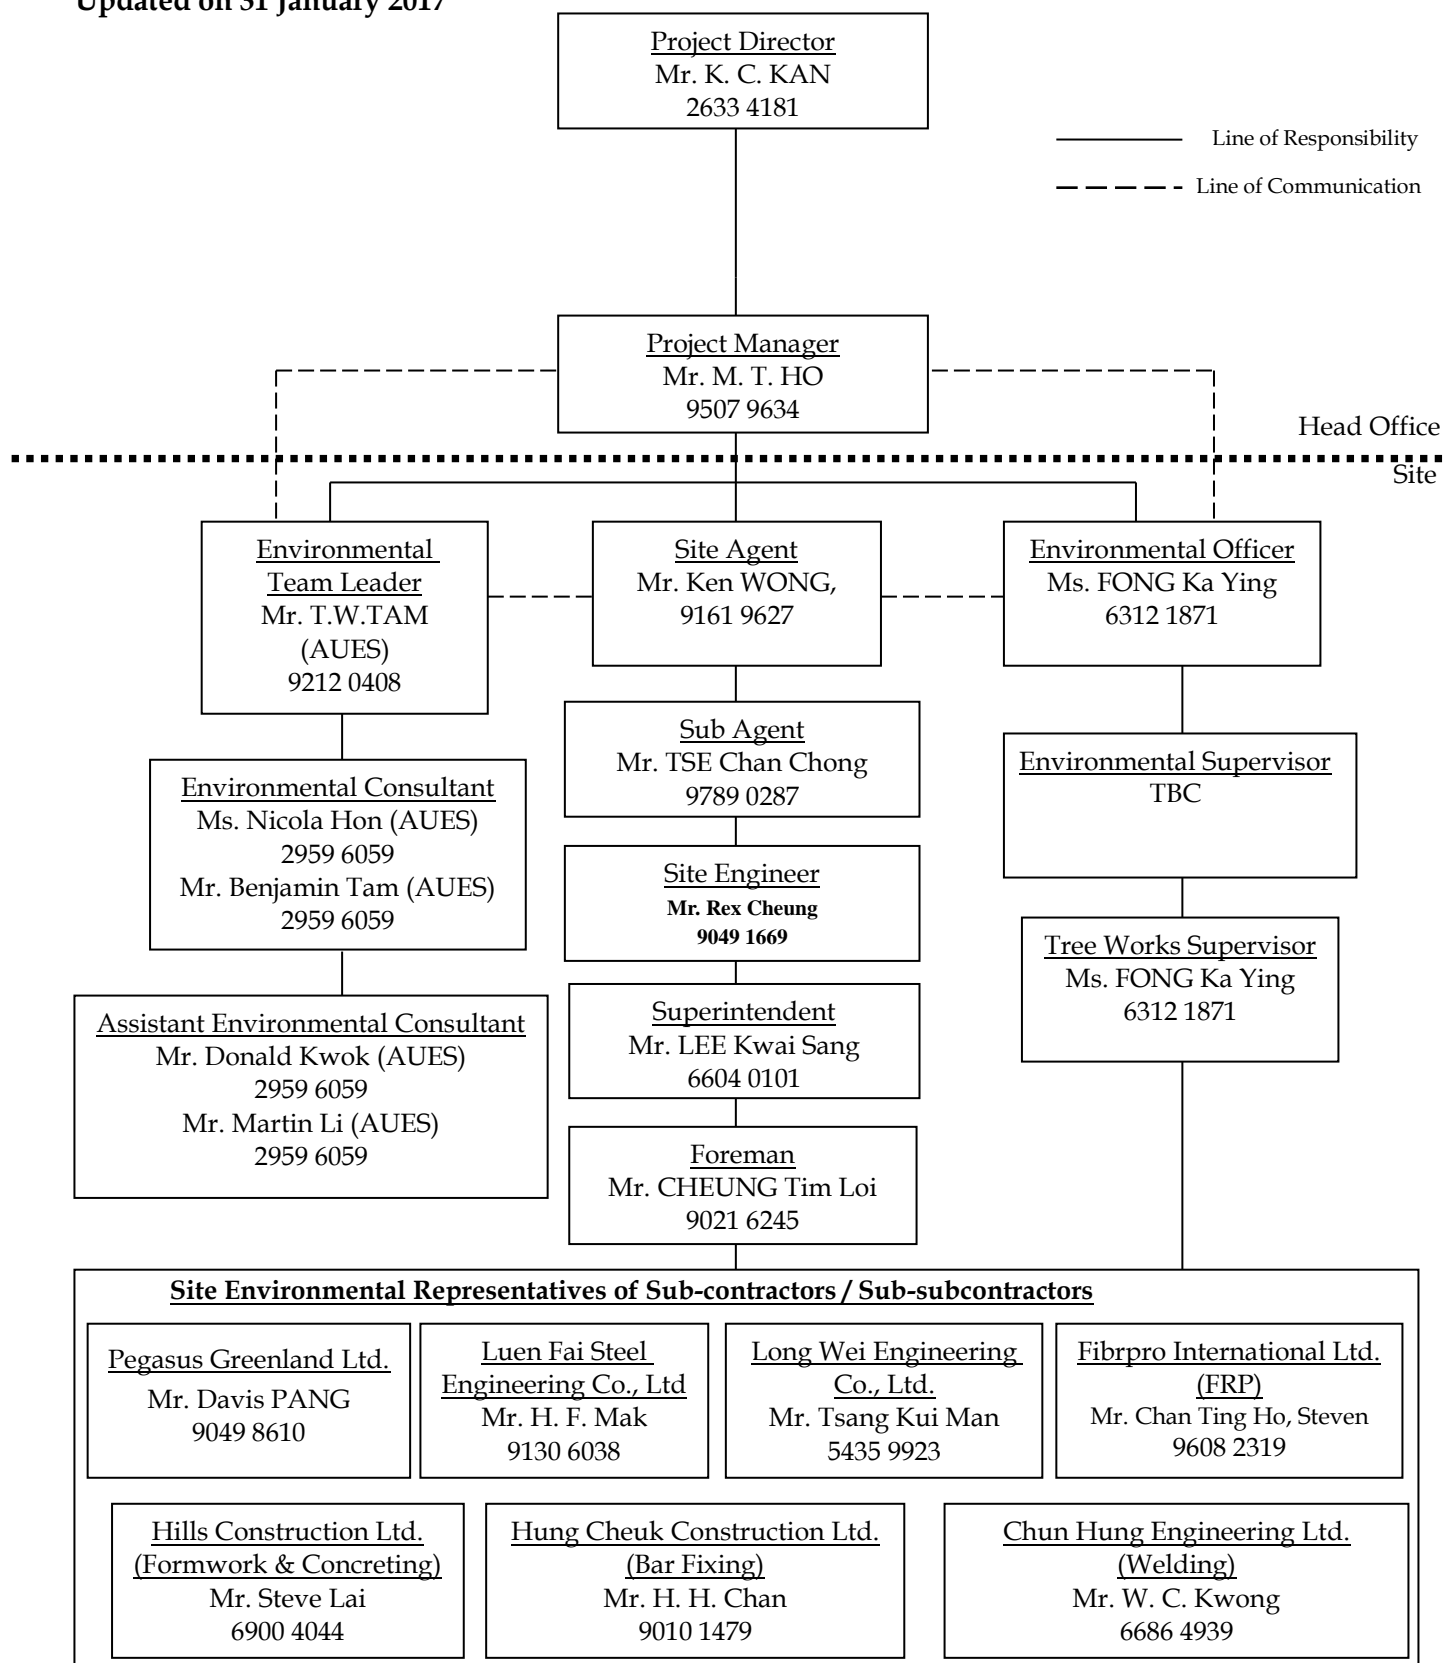 Updated on 31 January 2017
Project Director
Mr. K. C. KAN
2633 4181
Line of Responsibility
Line of Communication
Project Manager
Mr. M. T. HO
9507 9634
Head Office
Site
Environmental
Team Leader
Mr. T.W.TAM
(AUES)
9212 0408
Site Agent
Mr. Ken WONG,
9161 9627
Environmental Officer
Ms. FONG Ka Ying
6312 1871
Sub Agent
Mr. TSE Chan Chong
9789 0287
Environmental Supervisor
TBC
Environmental Consultant
Ms. Nicola Hon (AUES)
2959 6059
Mr. Benjamin Tam (AUES)
2959 6059
Site Engineer
Mr. Rex Cheung
9049 1669
Tree Works Supervisor
Ms. FONG Ka Ying
6312 1871
Assistant Environmental Consultant
Mr. Donald Kwok (AUES)
2959 6059
Mr. Martin Li (AUES)
2959 6059
Superintendent
Mr. LEE Kwai Sang
6604 0101
Foreman
Mr. CHEUNG Tim Loi
9021 6245
Site Environmental Representatives of Sub-contractors / Sub-subcontractors
Pegasus Greenland Ltd.
Mr. Davis PANG
9049 8610
Luen Fai Steel
Engineering Co., Ltd
Mr. H. F. Mak
9130 6038
Long Wei Engineering
Co., Ltd.
Mr. Tsang Kui Man
5435 9923
Fibrpro International Ltd.
(FRP)
Mr. Chan Ting Ho, Steven
9608 2319
Hills Construction Ltd.
(Formwork & Concreting)
Mr. Steve Lai
6900 4044
Hung Cheuk Construction Ltd.
(Bar Fixing)
Mr. H. H. Chan
9010 1479
Chun Hung Engineering Ltd.
(Welding)
Mr. W. C. Kwong
6686 4939